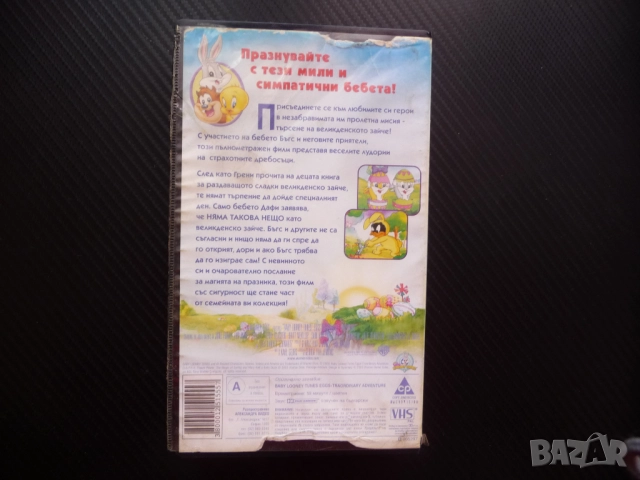 Празнувайте
с тези мили и
симпатични бебета!
Присъединете се към любимите си герои
в незабравимата им пролетна мисия -
търсене на великденското зайче!
С участието на бебето Бъгс и неговите приятели,
този пълнометражен филм представя веселите лудории
на страхотните дребосъци.
След като Грени прочита на децата книга
за раздаващото сладки великденско зайче,
те нямат търпение да дойде специалният
ден. Само бебето Дафи заявява,
че НЯМА ТАКОВА НЕЩО като
великденско зайче. Бъгс и другите не са
съгласни и нищо няма да ги спре да
го открият, дори и ако Бъгс трябва
да го изиграе сам! С невинното
си и очарователно послание
за магията на празника, този филм
със сигурност ще стане част
от семейната ви колекция!
A
VHS
BAZAR
bg